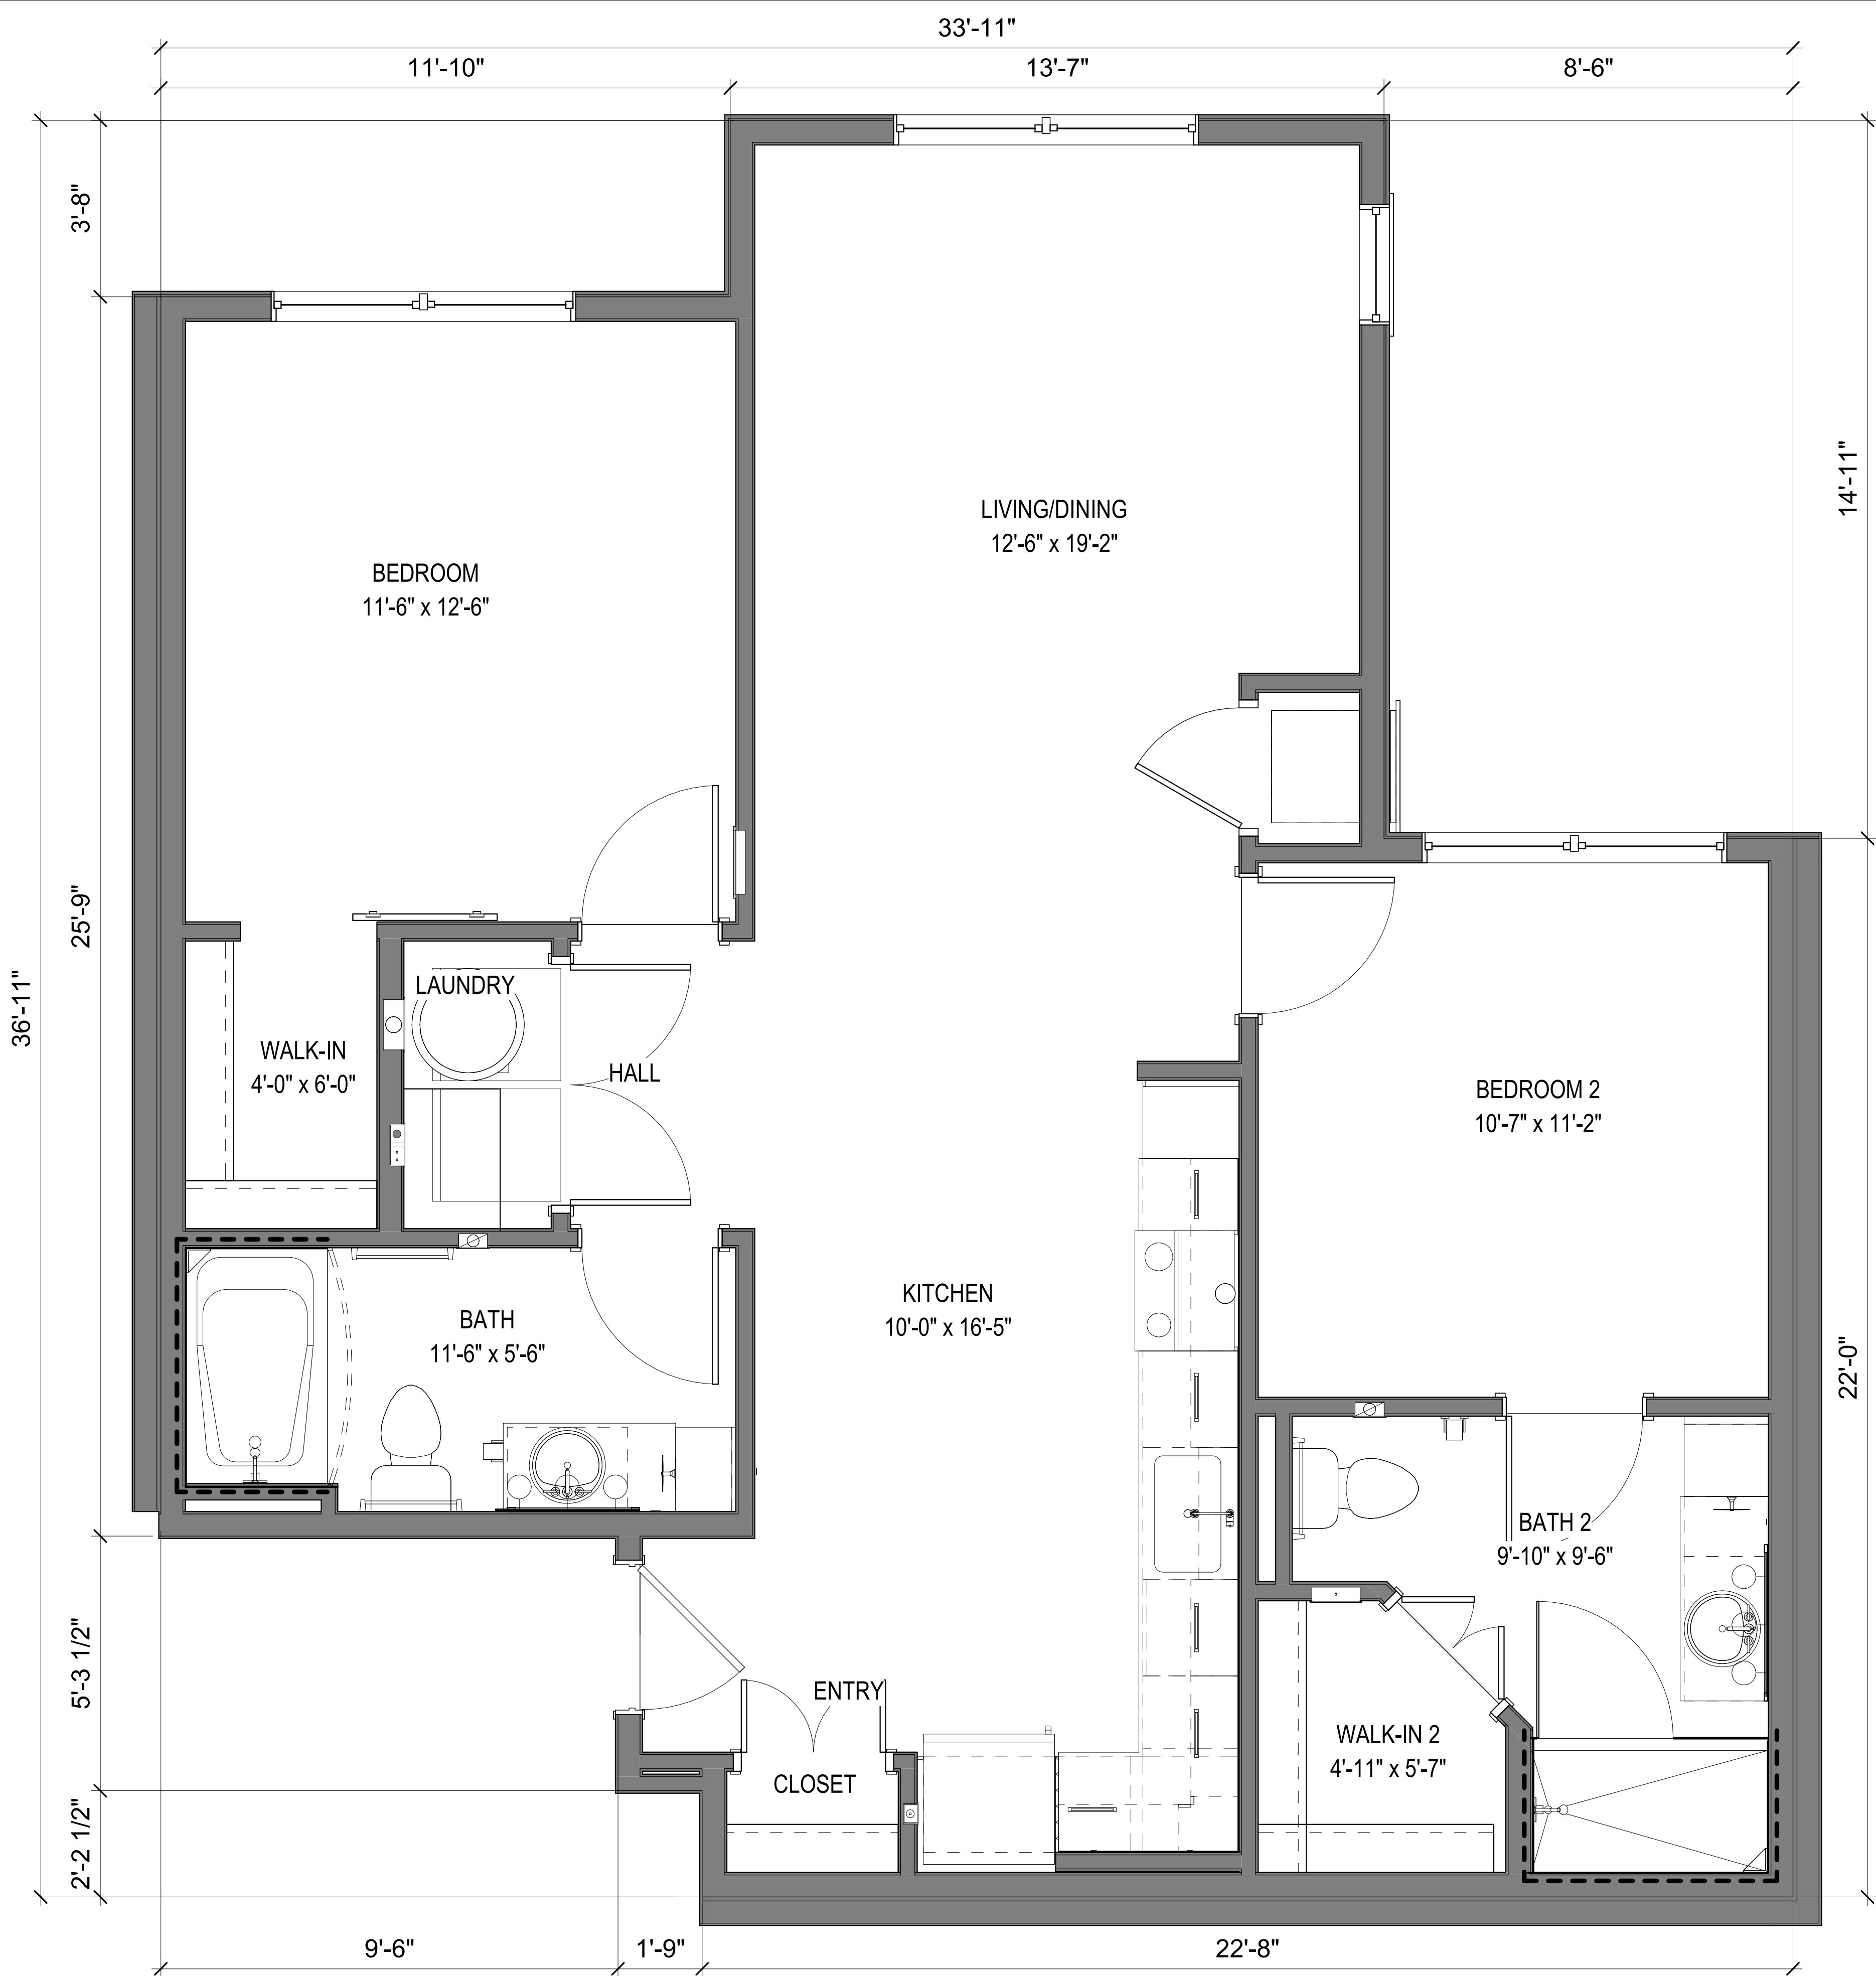 33'-11"
11'-10"
13'-7"
8'-6"
3'-8"
14'-11"
LIVING/DINING
12'-6" x 19'-2"
BEDROOM
11'-6" x 12'-6"
25'-9"
36'-11"
LAUNDRY
WALK-IN
4'-0" x 6'-0"
HALL
BEDROOM 2
10'-7" x 11'-2"
KITCHEN
10'-0" x 16'-5"
BATH
11'-6" x 5'-6"
22'-0"
BATH 2
9'-10" x 9'-6"
5'-3 1/2"
ENTRY
WALK-IN 2
4'-11" x 5'-7"
CLOSET
2'-2 1/2"
9'-6"
1'-9"
22'-8"